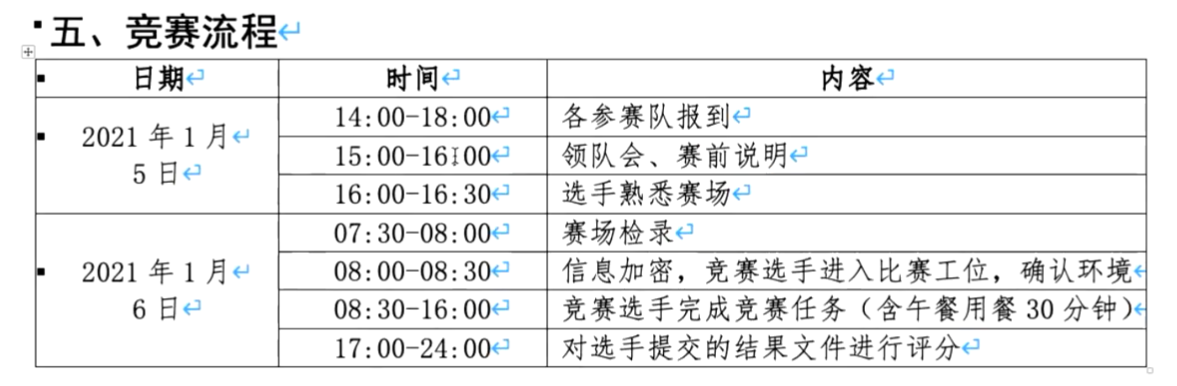 五、竞赛流程
日期 时间 内容
2021 年 1 月
5 日
14:00-18:00 各参赛队报到
15:00-16:00 领队会、赛前说明
16:00-16:30 选手熟悉赛场
2021 年 1 月
6 日
07:30-08:00 赛场检录
08:00-08:30 信息加密，竞赛选手进入比赛工位，确认环境
08:30-16:00 竞赛选手完成竞赛任务（含午餐用餐 30 分钟）
17:00-24:00 对选手提交的结果文件进行评分